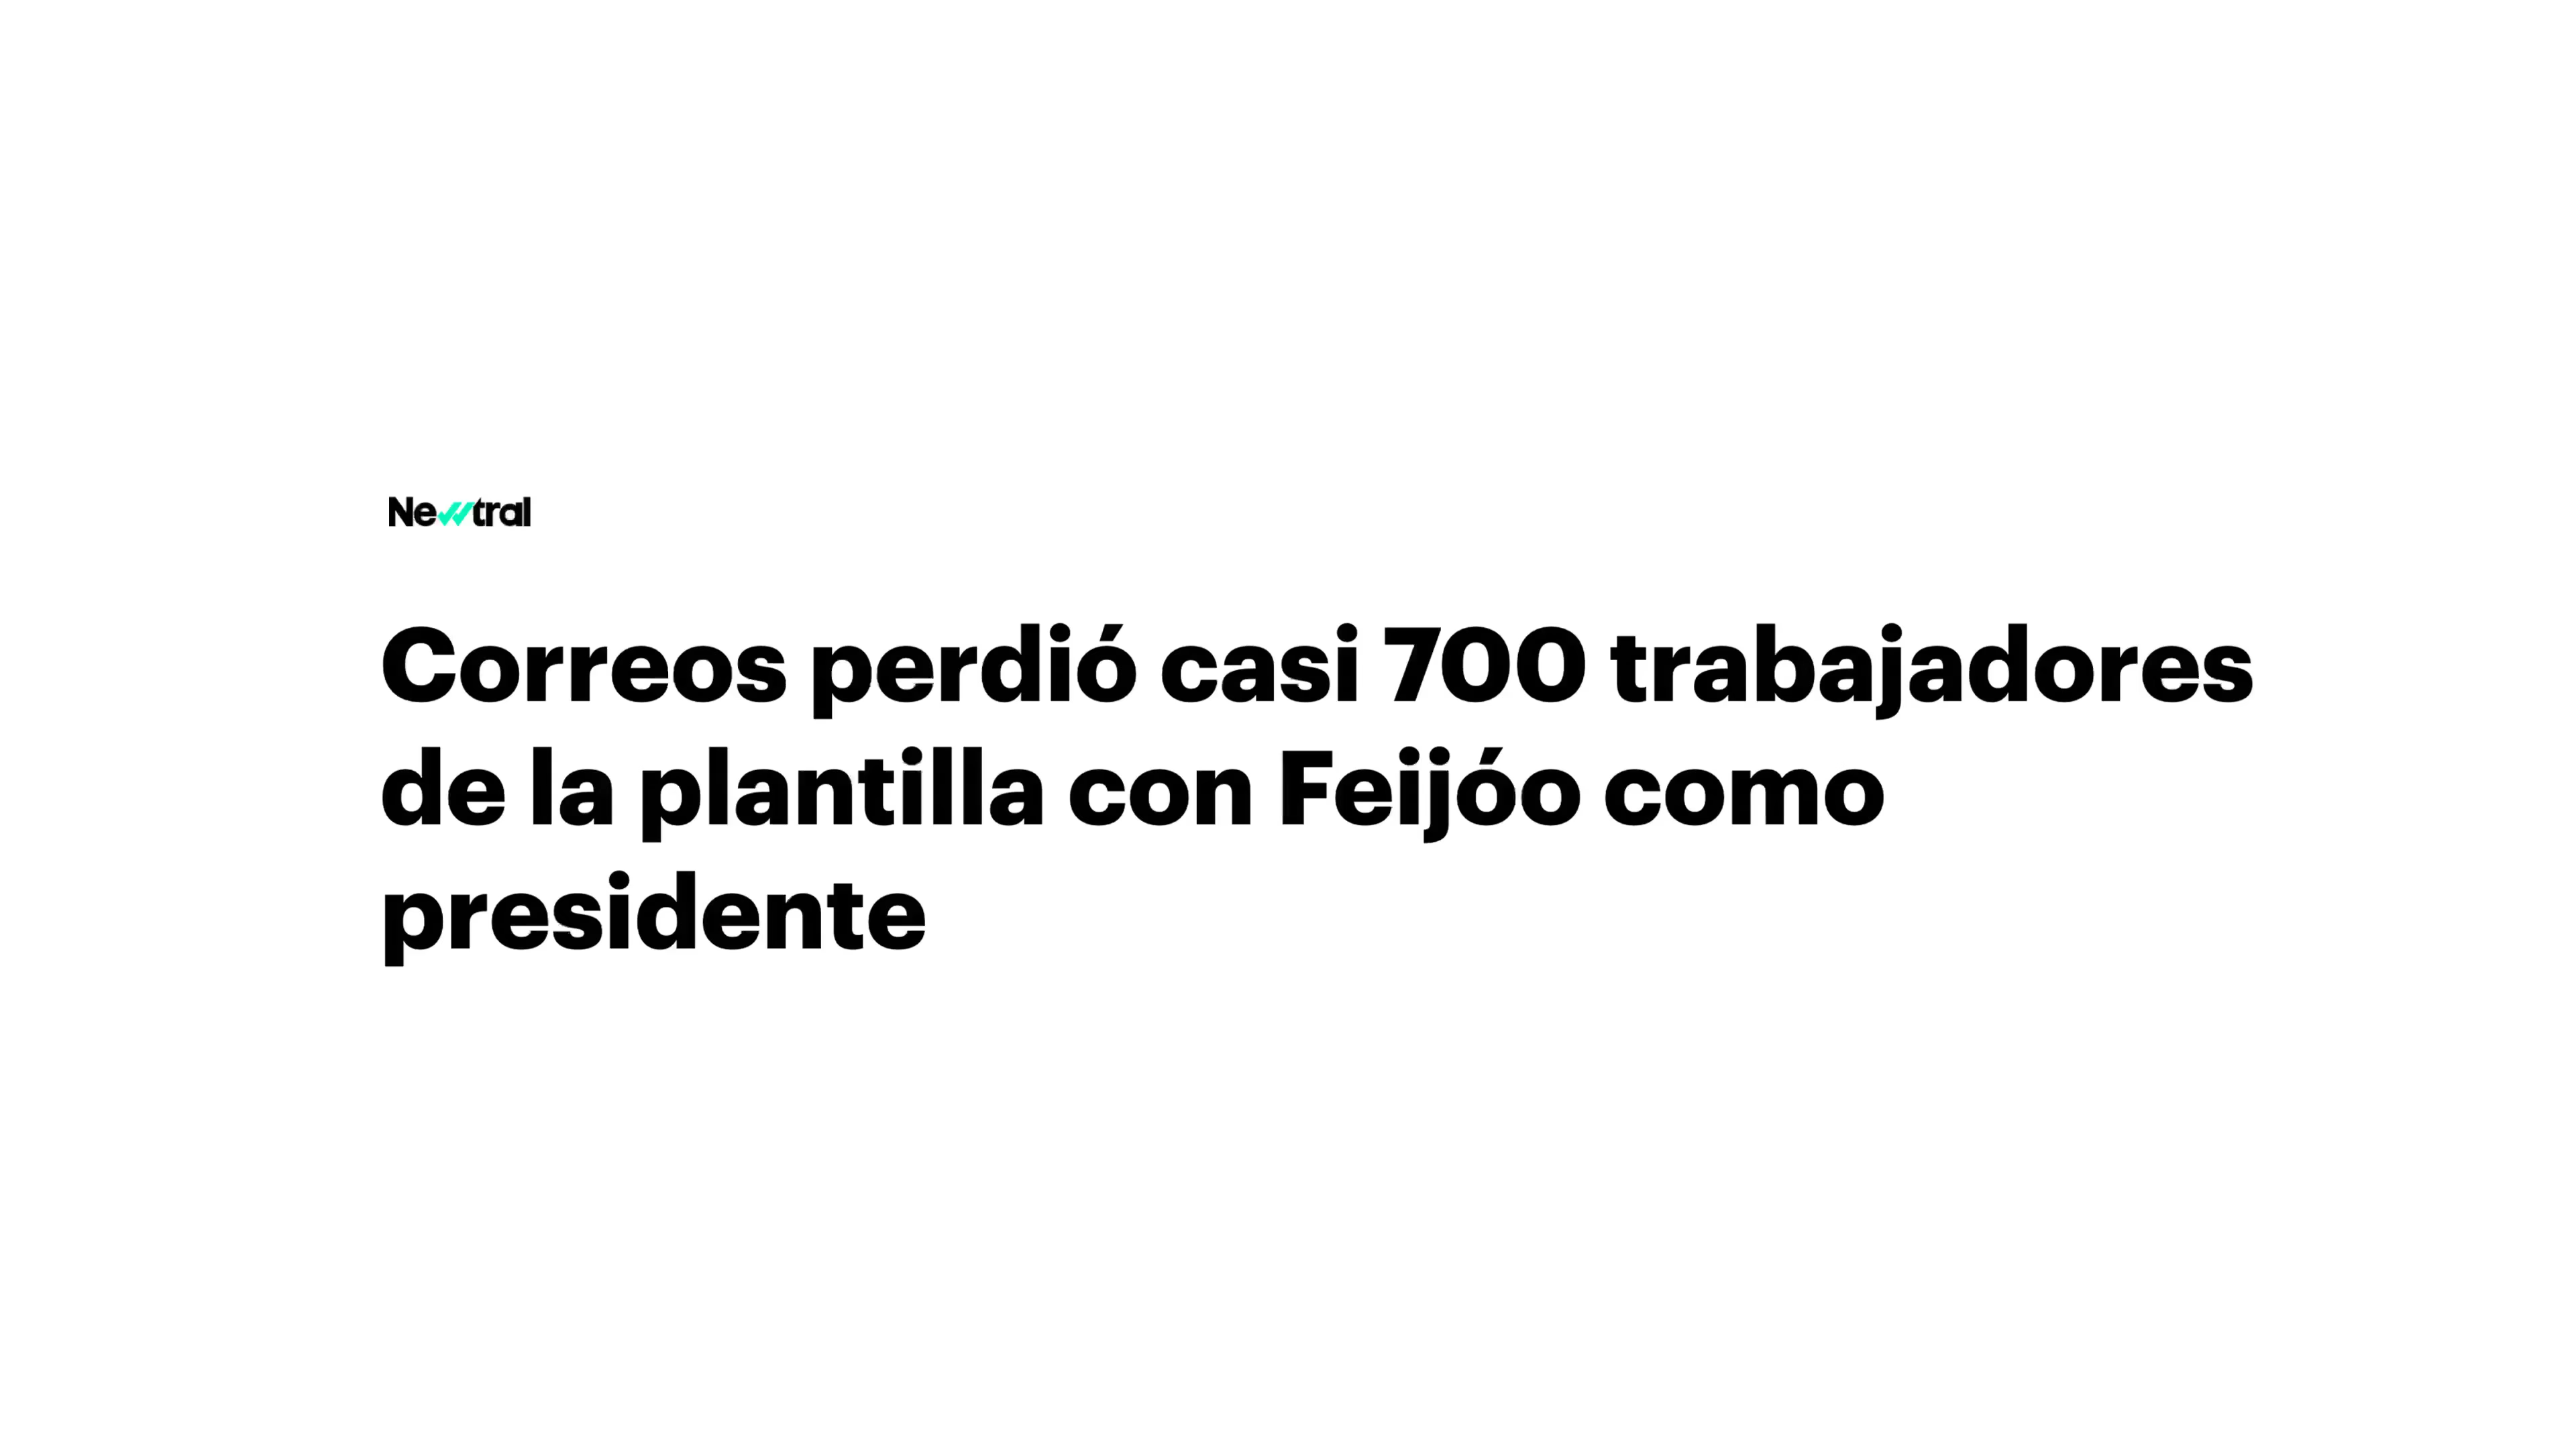 Newtral
Correos perdió casi 700 trabajadores
de la plantilla con Feijóo como
presidente